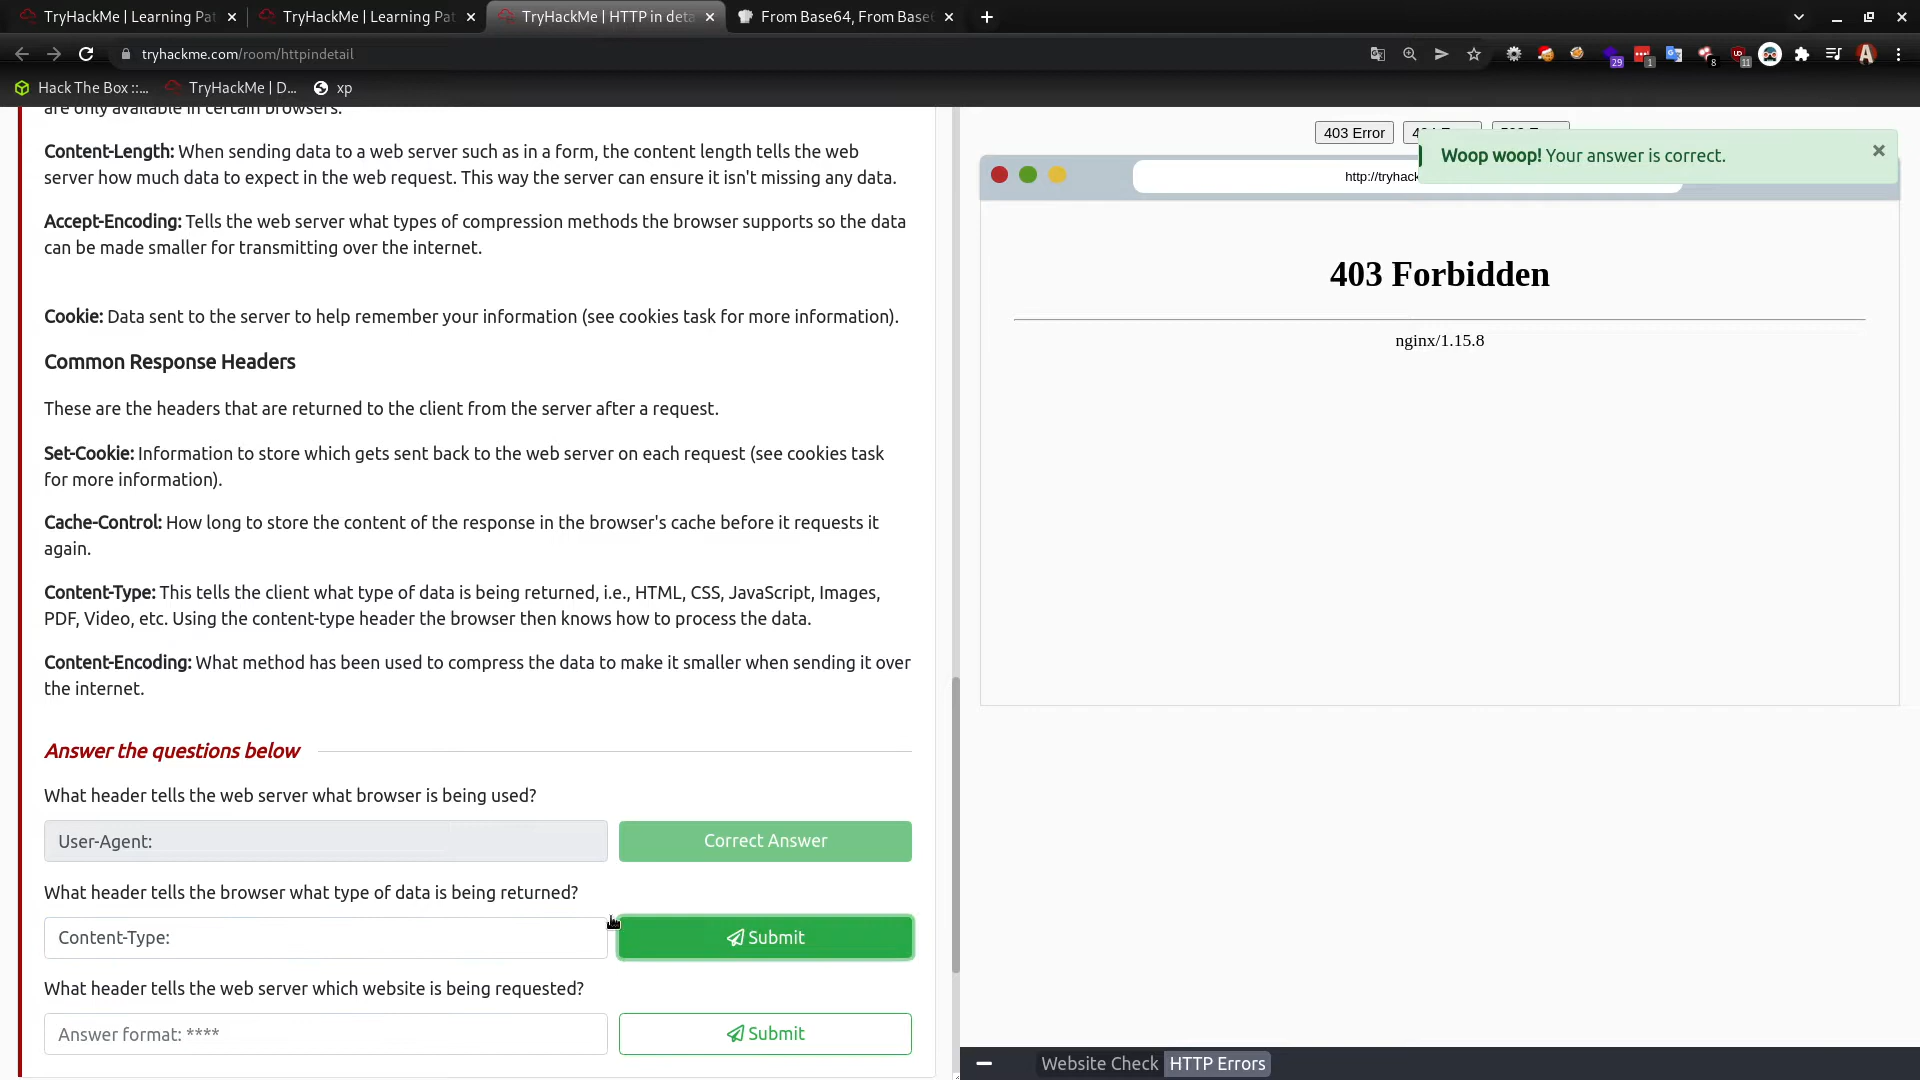 TryHackMe | Learning Pat
TryHackMe | Learning Pat
TryHackMe | HTTP in deta
From Base64, From Base6
tryhackme.com/room/httpindetail
29
1
8
11
Hack The Box ::...
TryHackMe | D...
xp
are only available in certain browsers.
Content-Length: When sending data to a web server such as in a form, the content length tells the web
server how much data to expect in the web request. This way the server can ensure it isn't missing any data.
Accept-Encoding: Tells the web server what types of compression methods the browser supports so the data
can be made smaller for transmitting over the internet.
Cookie: Data sent to the server to help remember your information (see cookies task for more information).
Common Response Headers
These are the headers that are returned to the client from the server after a request.
Set-Cookie: Information to store which gets sent back to the web server on each request (see cookies task
for more information).
Cache-Control: How long to store the content of the response in the browser's cache before it requests it
again.
Content-Type: This tells the client what type of data is being returned, i.e., HTML, CSS, JavaScript, Images,
PDF, Video, etc. Using the content-type header the browser then knows how to process the data.
Content-Encoding: What method has been used to compress the data to make it smaller when sending it over
the internet.
Answer the questions below
What header tells the web server what browser is being used?
User-Agent:
Correct Answer
What header tells the browser what type of data is being returned?
Content-Type:
Submit
What header tells the web server which website is being requested?
Answer format: ****
Submit
403 Error
Woop woop! Your answer is correct.
×
http://tryhack
403 Forbidden
nginx/1.15.8
Website Check
HTTP Errors